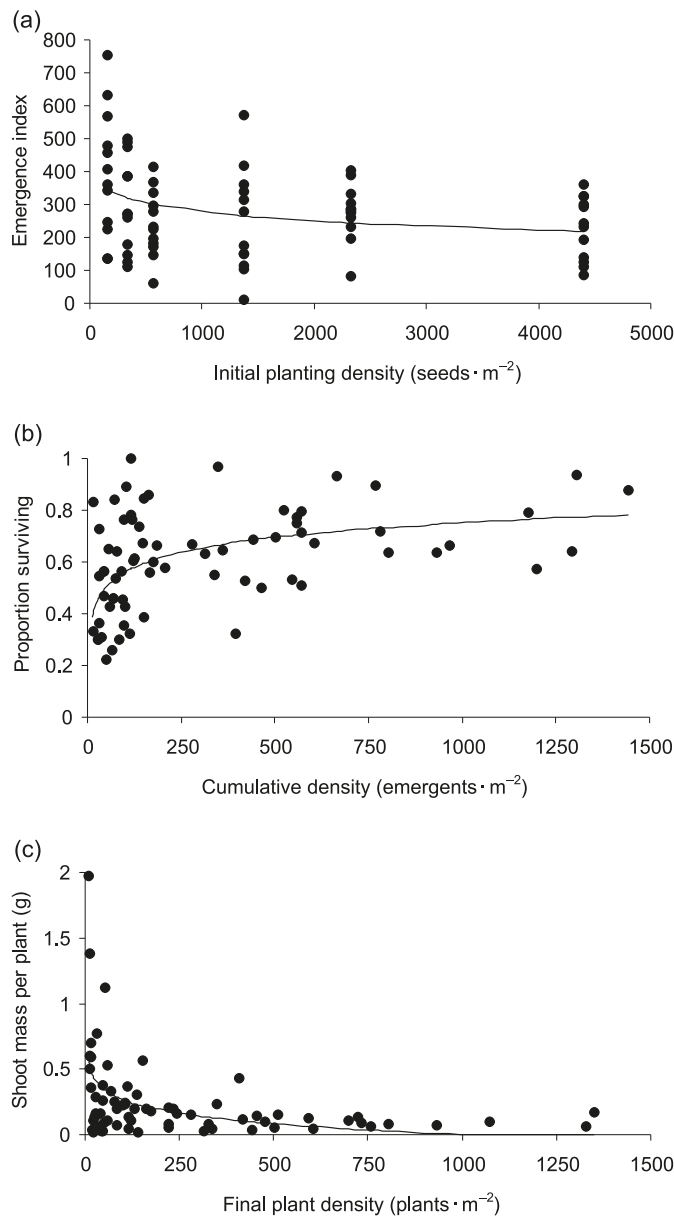 (a)
800
700
600
500
400
300
200
100
0
Emergence index
0 1000 2000 3000 4000 5000
Initial planting density (seeds · m⁻²)
(b)
1
0.8
0.6
0.4
0.2
0
Proportion surviving
0 250 500 750 1000 1250 1500
Cumulative density (emergents · m⁻²)
(c)
2
1.5
1
0.5
0
Shoot mass per plant (g)
0 250 500 750 1000 1250 1500
Final plant density (plants · m⁻²)